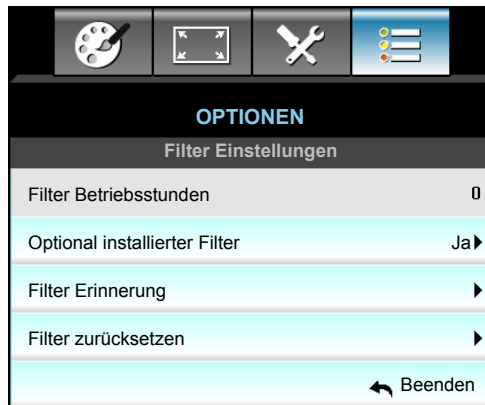 OPTIONEN
Filter Einstellungen
Filter Betriebsstunden 0
Optional installierter Filter Ja
Filter Erinnerung
Filter zurücksetzen
Beenden